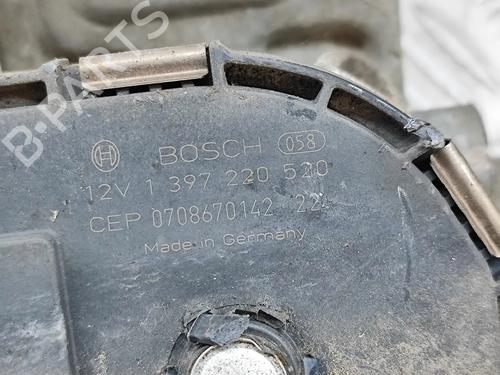 B-PARTS
BOSCH 058
12V 1 397 220 520
CEP 0708670142 22
Made in Germany